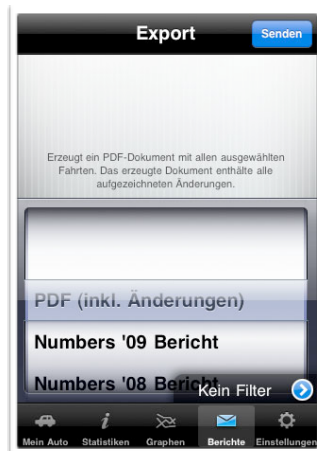 Export
Senden
Erzeugt ein PDF-Dokument mit allen ausgewählten
Fahrten. Das erzeugte Dokument enthälte alle
aufgezeichneten Änderungen.
PDF (inkl. Änderungen)
Numbers '09 Bericht
Numbers '08 Bericht
Kein Filter
Mein Auto Statistiken Graphen Berichte Einstellungen